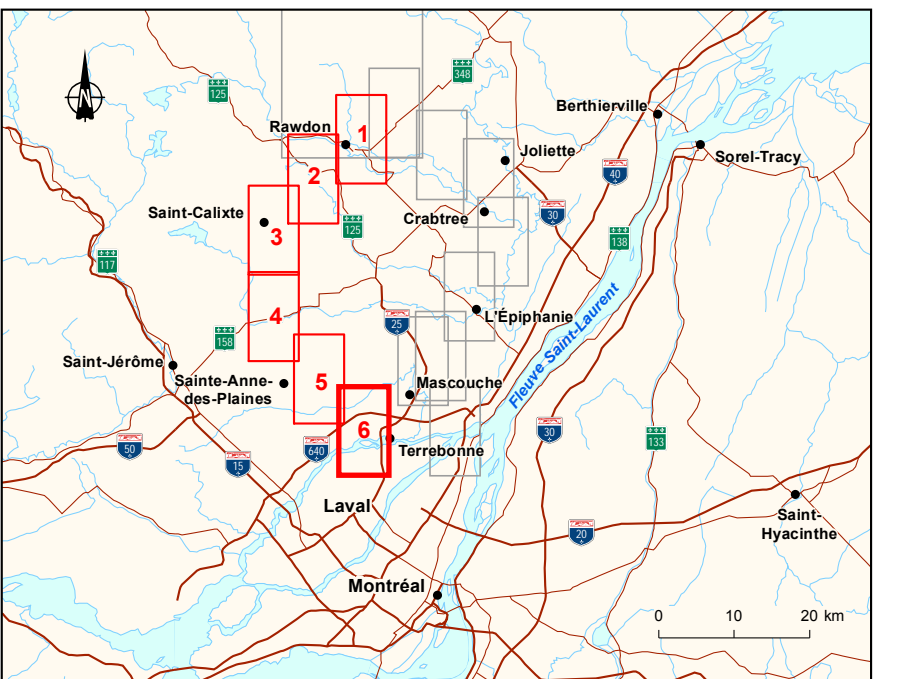 348
125
Berthierville
Rawdon
1
Joliette
Sorel-Tracy
2
40
Saint-Calixte
Crabtree
30
125
3
138
117
4
25
L'Épiphanie
Fleuve Saint-Laurent
158
Saint-Jérôme
Sainte-Anne-
des-Plaines
5
Mascouche
6
30
133
50
15
640
Terrebonne
Laval
Saint-
Hyacinthe
20
Montréal
0 10 20 km